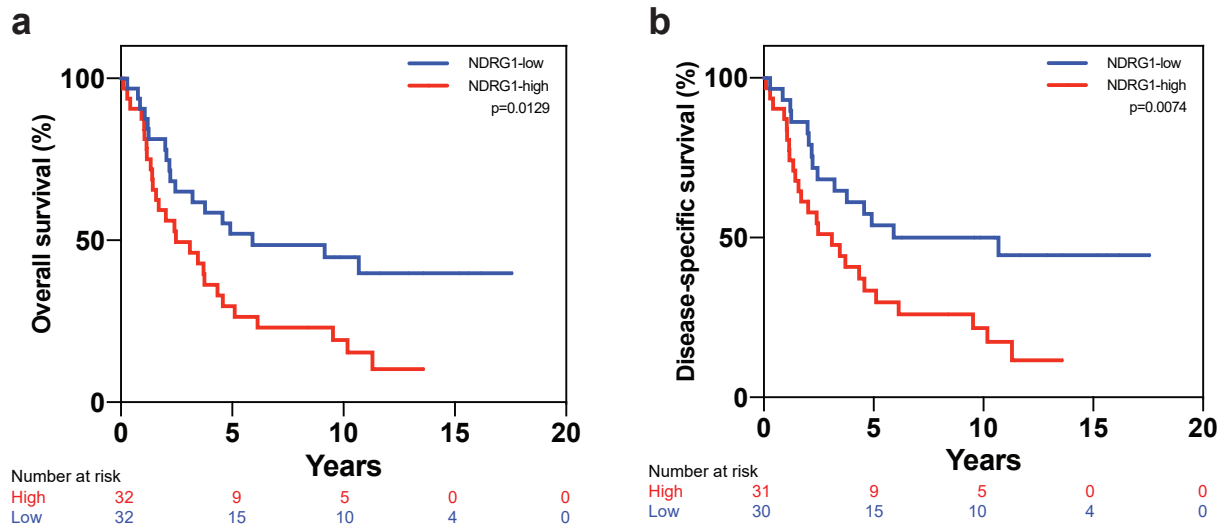 a
Overall survival (%)
100
50
0
NDRG1-low
NDRG1-high
p=0.0129
0 5 10 15 20
Years
Number at risk
High 32 9 5 0 0
Low 32 15 10 4 0
b
Disease-specific survival (%)
100
50
0
NDRG1-low
NDRG1-high
p=0.0074
0 5 10 15 20
Years
Number at risk
High 31 9 5 0 0
Low 30 15 10 4 0